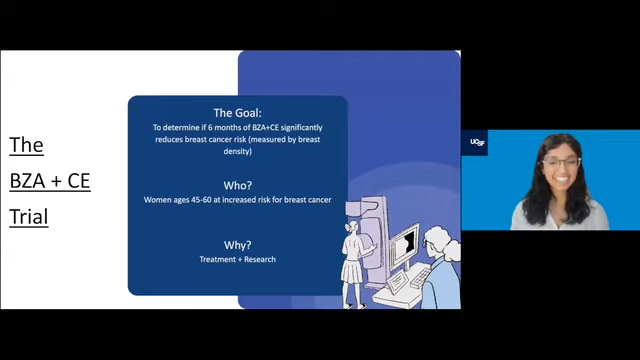 The
BZA + CE
Trial
The Goal:
To determine if 6 months of BZA+CE significantly
reduces breast cancer risk (measured by breast
density)
Who?
Women ages 45-60 at increased risk for breast cancer
Why?
Treatment + Research
UCSF